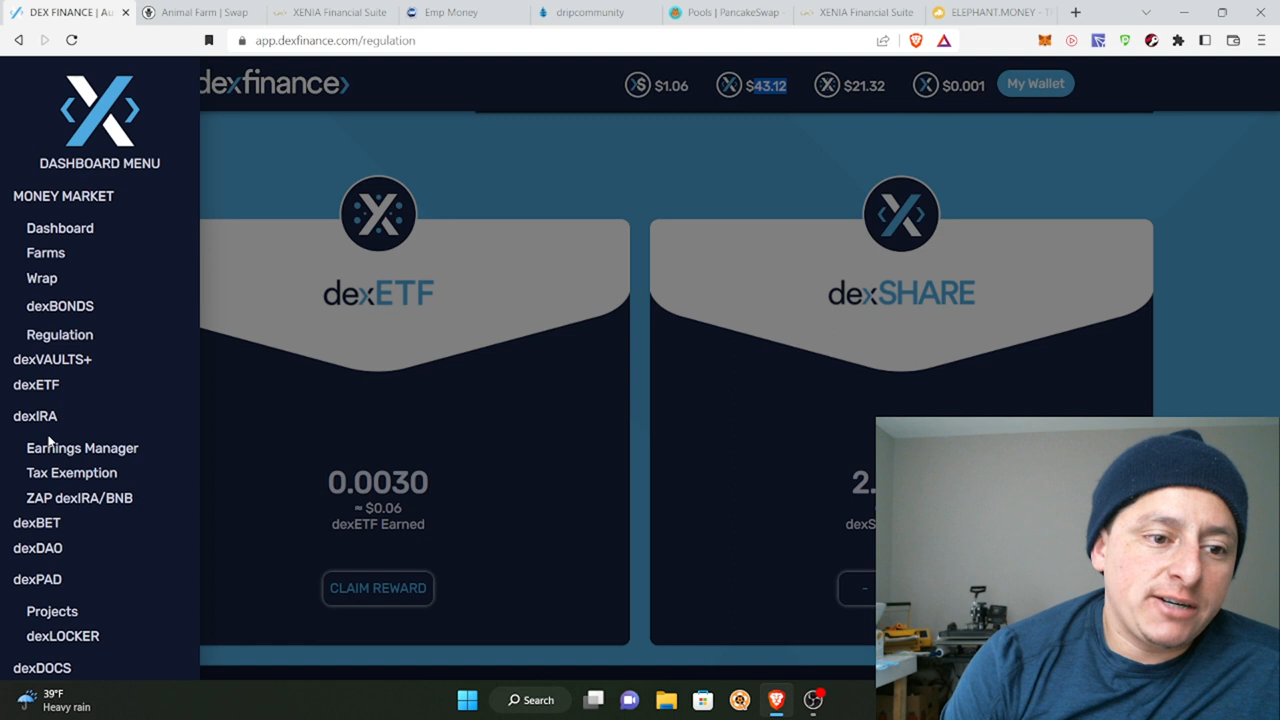 DEX FINANCE | Au
Animal Farm | Swap
XENIA Financial Suite
Emp Money
dripcommunity
Pools | PancakeSwap
XENIA Financial Suite
ELEPHANT.MONEY - T
app.dexfinance.com/regulation
dexfinance
$1.06
$43.12
$21.32
$0.001
My Wallet
DASHBOARD MENU
MONEY MARKET
Dashboard
Farms
Wrap
dexBONDS
Regulation
dexVAULTS+
dexETF
dexIRA
Earnings Manager
Tax Exemption
ZAP dexIRA/BNB
dexBET
dexDAO
dexPAD
Projects
dexLOCKER
dexDOCS
dexETF
0.0030
≈ $0.06
dexETF Earned
CLAIM REWARD
dexSHARE
2.
dexS
39°F
Heavy rain
Search